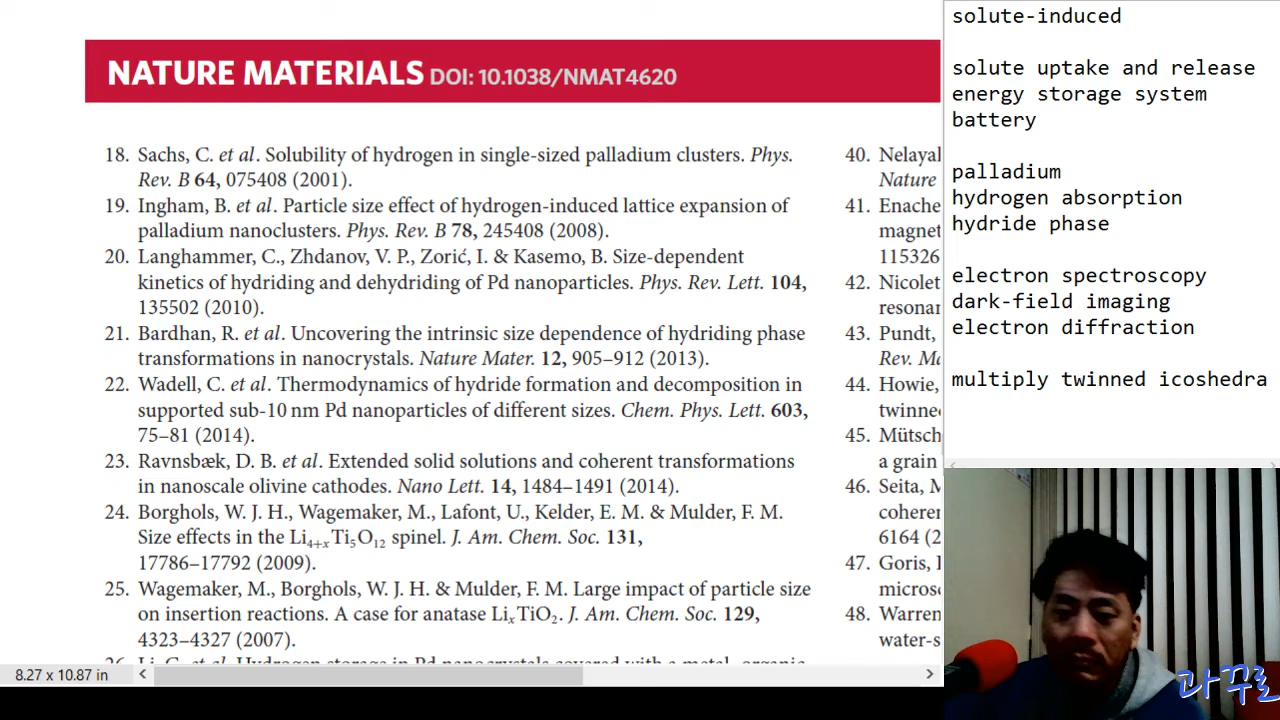 NATURE MATERIALS DOI: 10.1038/NMAT4620
18. Sachs, C. et al. Solubility of hydrogen in single-sized palladium clusters. Phys.
Rev. B 64, 075408 (2001).
19. Ingham, B. et al. Particle size effect of hydrogen-induced lattice expansion of
palladium nanoclusters. Phys. Rev. B 78, 245408 (2008).
20. Langhammer, C., Zhdanov, V. P., Zorić, I. & Kasemo, B. Size-dependent
kinetics of hydriding and dehydriding of Pd nanoparticles. Phys. Rev. Lett. 104,
135502 (2010).
21. Bardhan, R. et al. Uncovering the intrinsic size dependence of hydriding phase
transformations in nanocrystals. Nature Mater. 12, 905–912 (2013).
22. Wadell, C. et al. Thermodynamics of hydride formation and decomposition in
supported sub-10 nm Pd nanoparticles of different sizes. Chem. Phys. Lett. 603,
75–81 (2014).
23. Ravnsbæk, D. B. et al. Extended solid solutions and coherent transformations
in nanoscale olivine cathodes. Nano Lett. 14, 1484–1491 (2014).
24. Borghols, W. J. H., Wagemaker, M., Lafont, U., Kelder, E. M. & Mulder, F. M.
Size effects in the Li4+xTi5O12 spinel. J. Am. Chem. Soc. 131,
17786–17792 (2009).
25. Wagemaker, M., Borghols, W. J. H. & Mulder, F. M. Large impact of particle size
on insertion reactions. A case for anatase LixTiO2. J. Am. Chem. Soc. 129,
4323–4327 (2007).
40. Nelayal
Nature
41. Enache
magnet
115326
42. Nicolet
resonan
43. Pundt,
Rev. Ma
44. Howie,
twinne
45. Mütsch
a grain
46. Seita, M
coheren
6164 (2
47. Goris, 
microsc
48. Warren
water-s
8.27 x 10.87 in
solute-induced
solute uptake and release
energy storage system
battery
palladium
hydrogen absorption
hydride phase
electron spectroscopy
dark-field imaging
electron diffraction
multiply twinned icoshedra
과꾸로